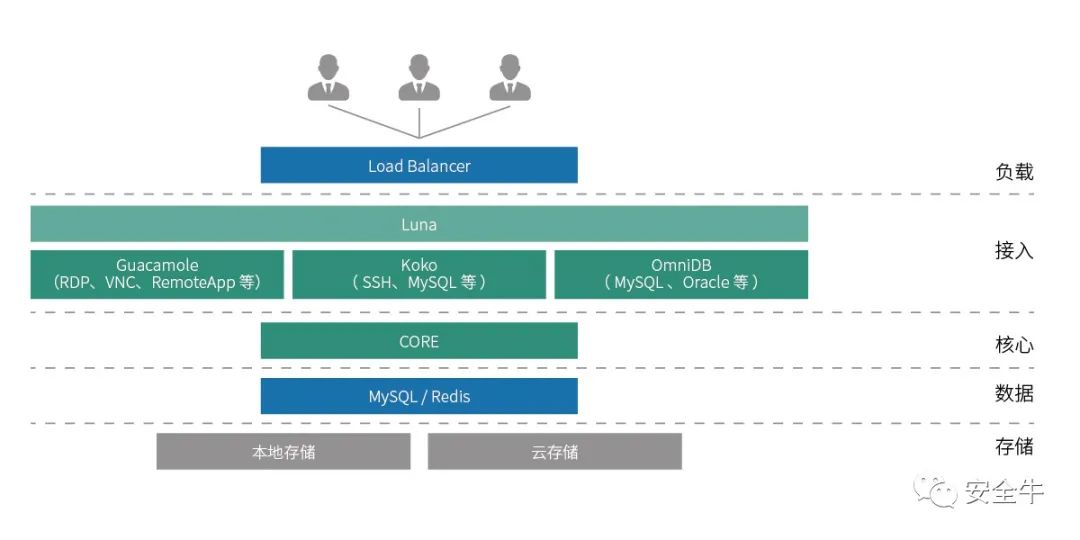 Load Balancer
负载
Luna
接入
Guacamole
（RDP、VNC、RemoteApp 等）
Koko
（ SSH、MySQL 等 ）
OmniDB
（ MySQL 、Oracle 等 ）
CORE
核心
MySQL / Redis
数据
本地存储
云存储
存储
安全牛